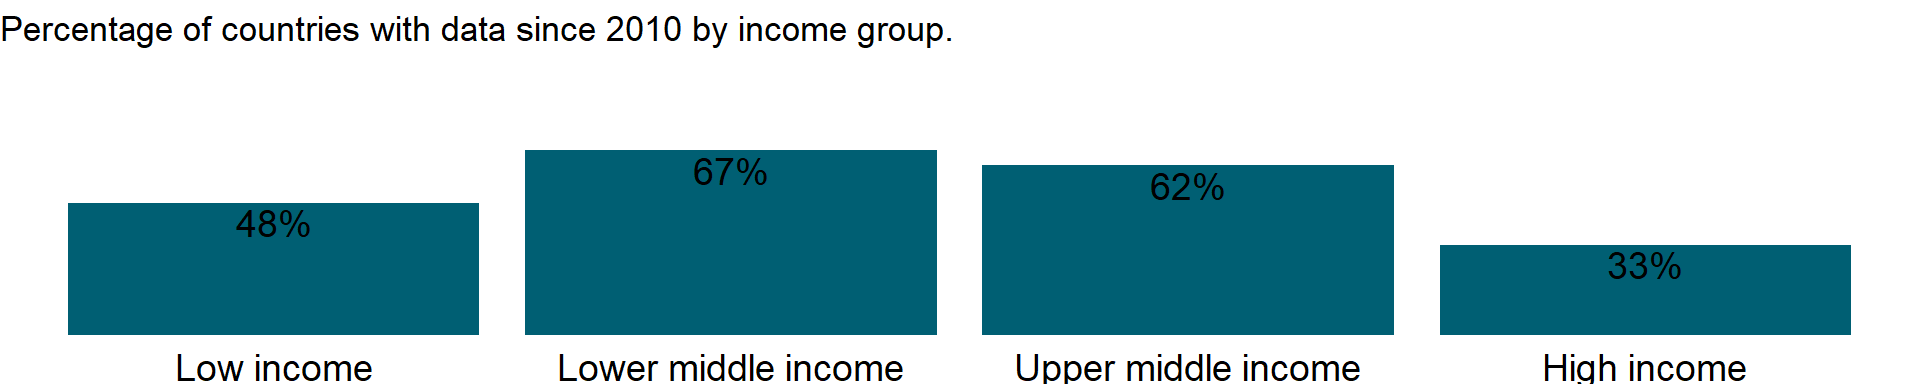 Percentage of countries with data since 2010 by income group.
48%
67%
62%
33%
Low income
Lower middle income
Upper middle income
High income